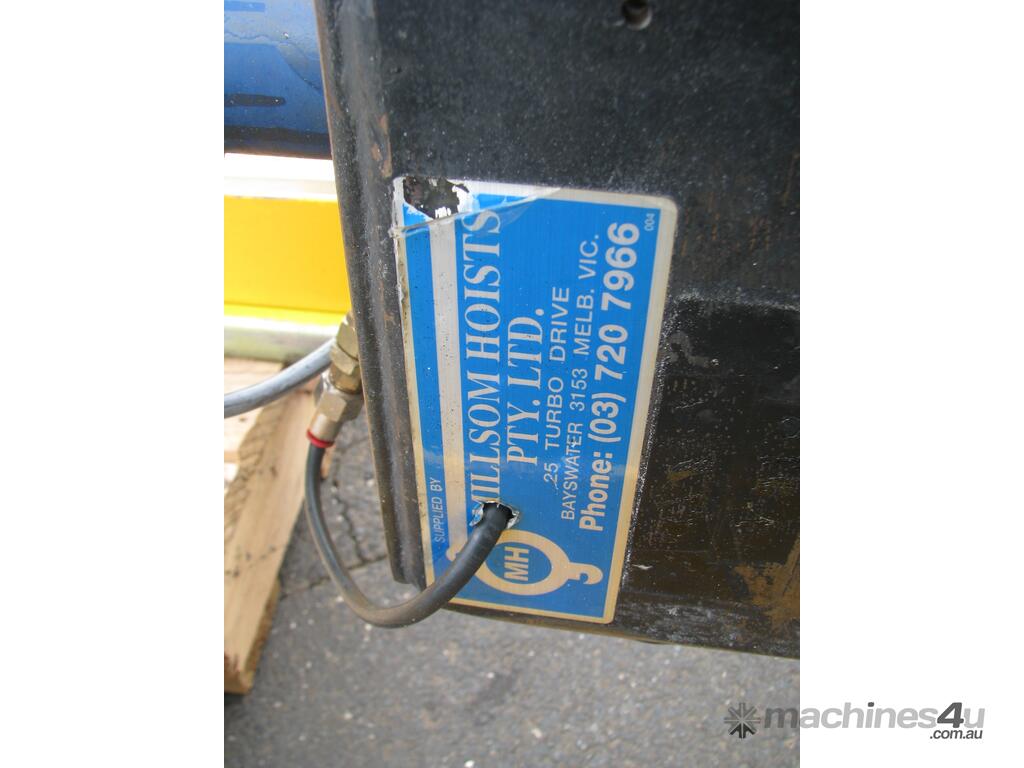 SUPPLIED BY
MILLSOM HOISTS
PTY. LTD.
25 TURBO DRIVE
BAYSWATER 3153 MELB. VIC.
Phone: (03) 720 7966
004
MH
machines4u
.com.au